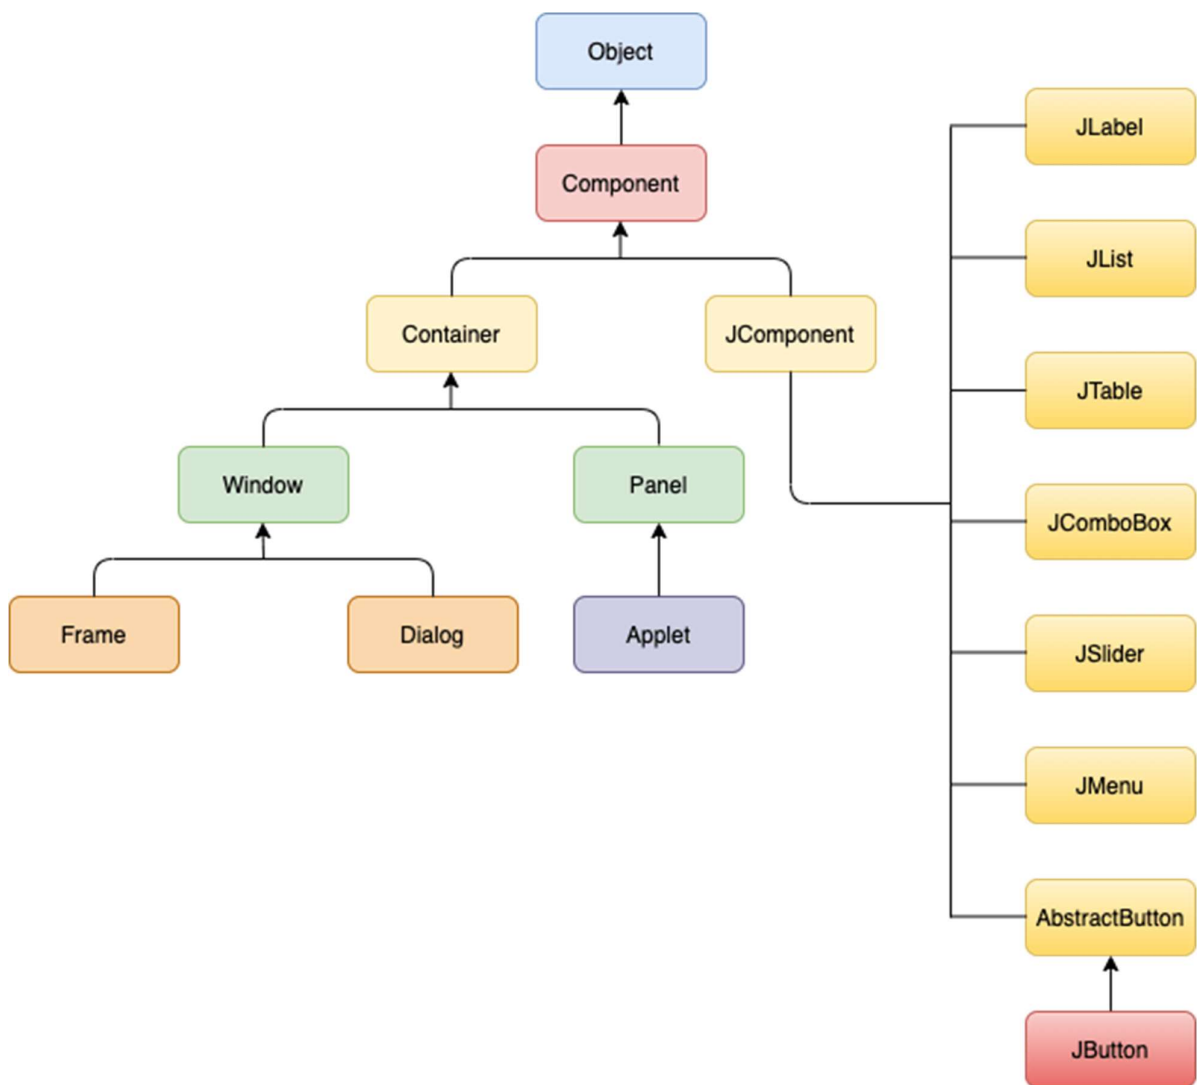 Object
Component
Container
JComponent
Window
Panel
Frame
Dialog
Applet
JLabel
JList
JTable
JComboBox
JSlider
JMenu
AbstractButton
JButton